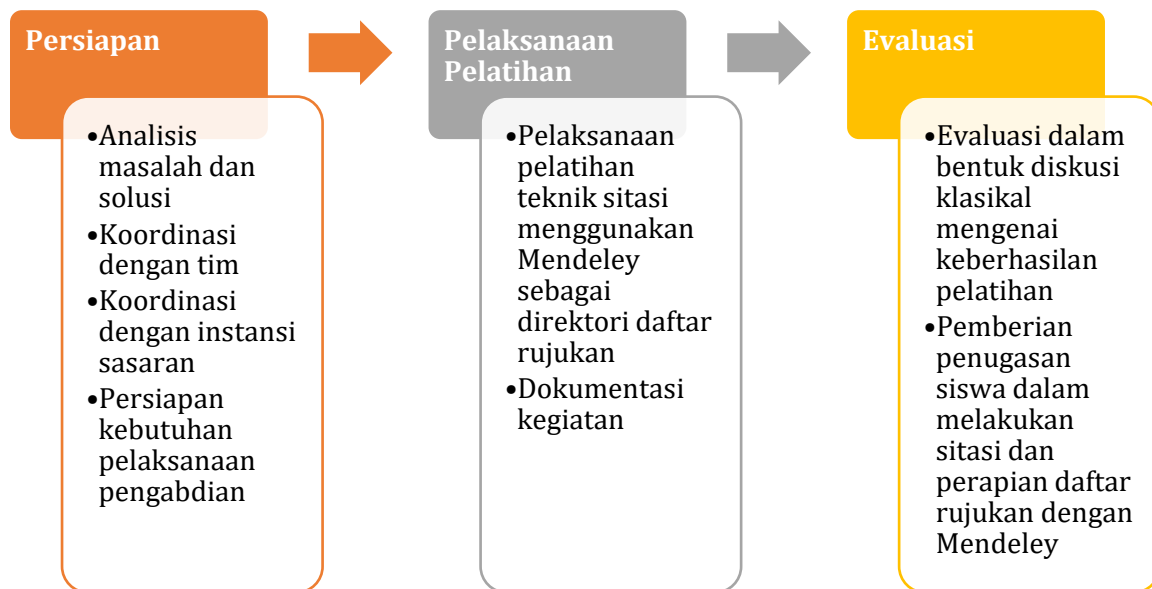 Persiapan
•Analisis
masalah dan
solusi
•Koordinasi
dengan tim
•Koordinasi
dengan instansi
sasaran
•Persiapan
kebutuhan
pelaksanaan
pengabdian
Pelaksanaan
Pelatihan
•Pelaksanaan
pelatihan
teknik sitasi
menggunakan
Mendeley
sebagai
direktori daftar
rujukan
•Dokumentasi
kegiatan
Evaluasi
•Evaluasi dalam
bentuk diskusi
klasikal
mengenai
keberhasilan
pelatihan
•Pemberian
penugasan
siswa dalam
melakukan
sitasi dan
perapian daftar
rujukan dengan
Mendeley